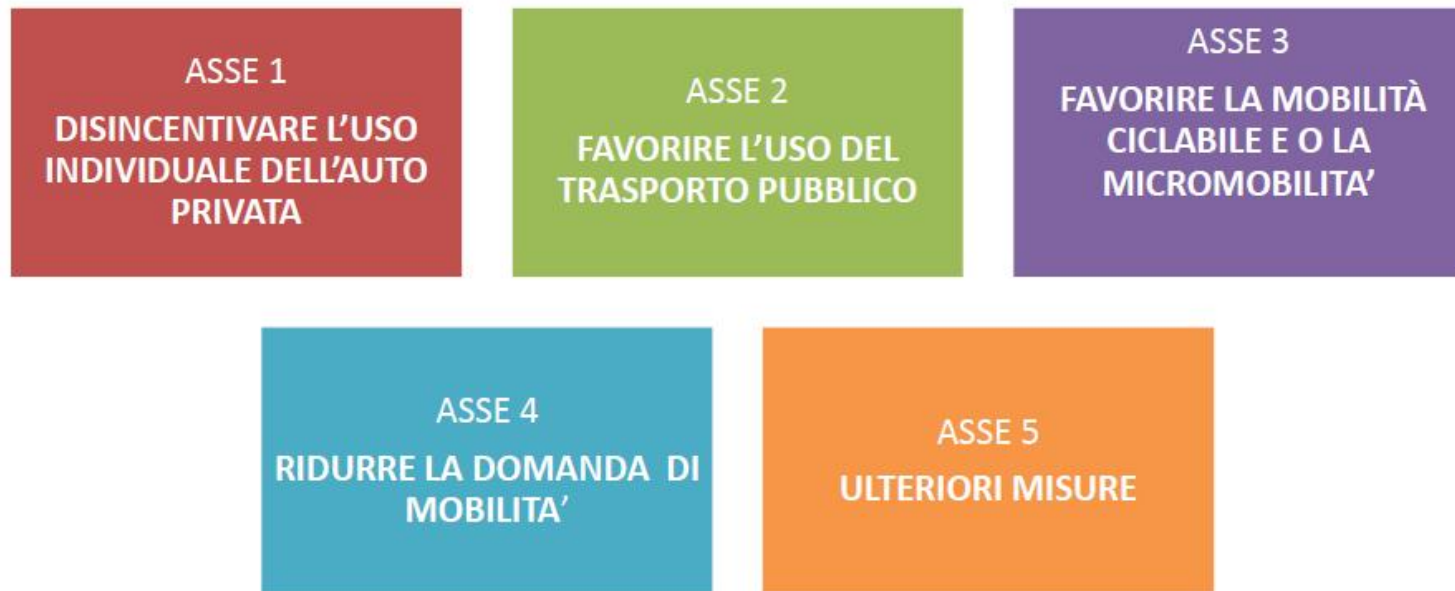 ASSE 1
DISINCENTIVARE L’USO
INDIVIDUALE DELL’AUTO
PRIVATA
ASSE 2
FAVORIRE L’USO DEL
TRASPORTO PUBBLICO
ASSE 3
FAVORIRE LA MOBILITÀ
CICLABILE E O LA
MICROMOBILITA’
ASSE 4
RIDURRE LA DOMANDA DI
MOBILITA’
ASSE 5
ULTERIORI MISURE